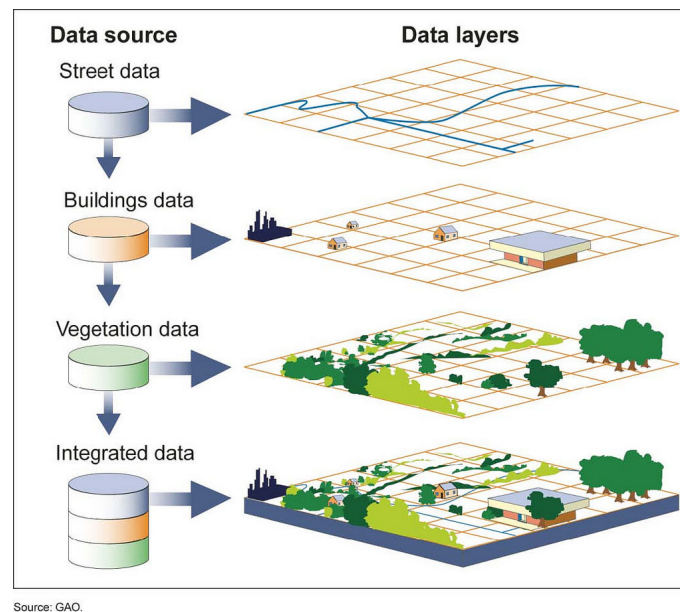 Data source
Data layers
Street data
Buildings data
Vegetation data
Integrated data
Source: GAO.